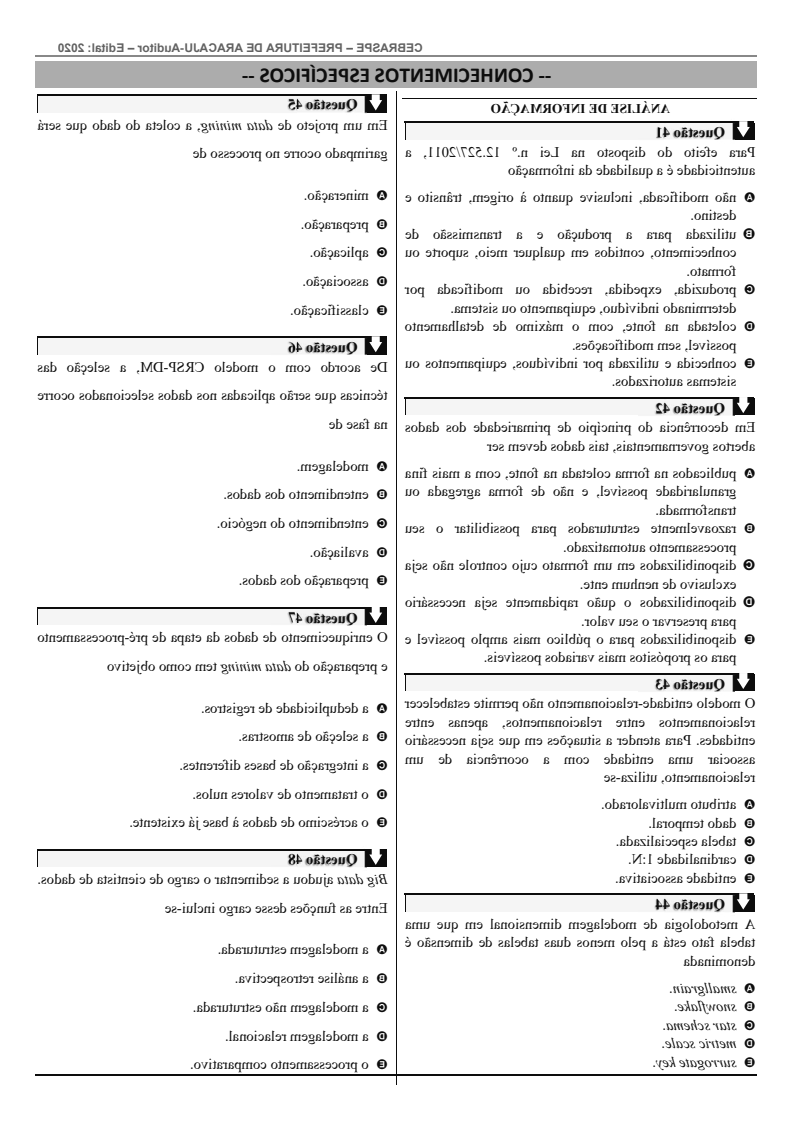 CEBRASPE – PREFEITURA DE ARACAJU-Auditor – Edital: 2020
-- CONHECIMENTOS ESPECÍFICOS --
ANÁLISE DE INFORMAÇÃO
Questão 41
Para efeito do disposto na Lei n.º 12.527/2011, a
autenticidade é a qualidade da informação
A não modificada, inclusive quanto à origem, trânsito e
destino.
B utilizada para a produção e a transmissão de
conhecimento, contidos em qualquer meio, suporte ou
formato.
C produzida, expedida, recebida ou modificada por
determinado indivíduo, equipamento ou sistema.
D coletada na fonte, com o máximo de detalhamento
possível, sem modificações.
E conhecida e utilizada por indivíduos, equipamentos ou
sistemas autorizados.
Questão 42
Em decorrência do princípio de primariedade dos dados
abertos governamentais, tais dados devem ser
A publicados na forma coletada na fonte, com a mais fina
granularidade possível, e não de forma agregada ou
transformada.
B razoavelmente estruturados para possibilitar o seu
processamento automatizado.
C disponibilizados em um formato cujo controle não seja
exclusivo de nenhum ente.
D disponibilizados o quão rapidamente seja necessário
para preservar o seu valor.
E disponibilizados para o público mais amplo possível e
para os propósitos mais variados possíveis.
Questão 43
O modelo entidade-relacionamento não permite estabelecer
relacionamentos entre relacionamentos, apenas entre
entidades. Para atender a situações em que seja necessário
associar uma entidade com a ocorrência de um
relacionamento, utiliza-se
A atributo multivalorado.
B dado temporal.
C tabela especializada.
D cardinalidade 1:N.
E entidade associativa.
Questão 44
A metodologia de modelagem dimensional em que uma
tabela fato está a pelo menos duas tabelas de dimensão é
denominada
A smallgrain.
B snowflake.
C star schema.
D metric scale.
E surrogate key.
Questão 45
Em um projeto de data mining, a coleta do dado que será
garimpado ocorre no processo de
A mineração.
B preparação.
C aplicação.
D associação.
E classificação.
Questão 46
De acordo com o modelo CRSP-DM, a seleção das
técnicas que serão aplicadas nos dados selecionados ocorre
na fase de
A modelagem.
B entendimento dos dados.
C entendimento do negócio.
D avaliação.
E preparação dos dados.
Questão 47
O enriquecimento de dados da etapa de pré-processamento
e preparação do data mining tem como objetivo
A a deduplicidade de registros.
B a seleção de amostras.
C a integração de bases diferentes.
D o tratamento de valores nulos.
E o acréscimo de dados à base já existente.
Questão 48
Big data ajudou a sedimentar o cargo de cientista de dados.
Entre as funções desse cargo inclui-se
A a modelagem estruturada.
B a análise retrospectiva.
C a modelagem não estruturada.
D a modelagem relacional.
E o processamento comparativo.